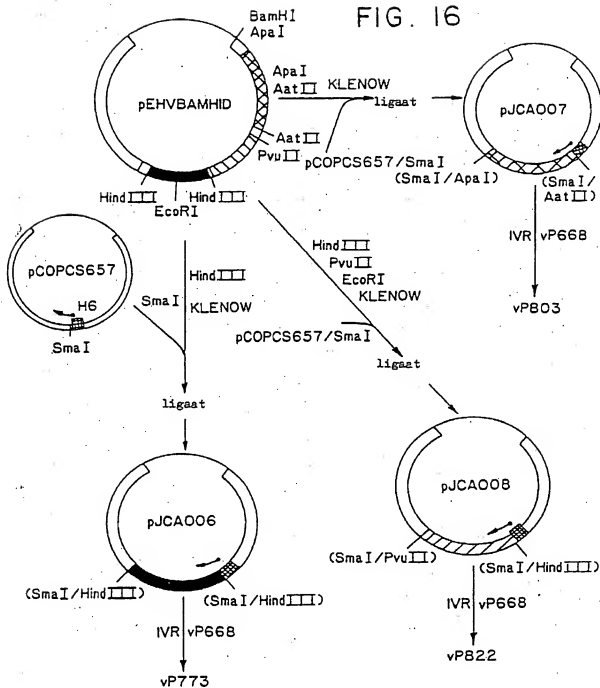 FIG. 16
BamHI
ApaI
ApaI
AatII
KLENOW
pEHVBAMHID
ligaat
pJCA007
AatII
PvuII
pCOPCS657/SmaI
(SmaI/ApaI)
(SmaI/
AatII)
HindIII
HindIII
EcoRI
IVR
vP668
vP803
pCOPCS657
H6
SmaI
SmaI
HindIII
KLENOW
HindIII
PvuII
EcoRI
KLENOW
pCOPCS657/SmaI
ligaat
ligaat
pJCA006
pJCA008
(SmaI/PvuII)
(SmaI/HindIII)
(SmaI/HindIII)
(SmaI/HindIII)
IVR
vP668
vP773
IVR
vP668
vP822